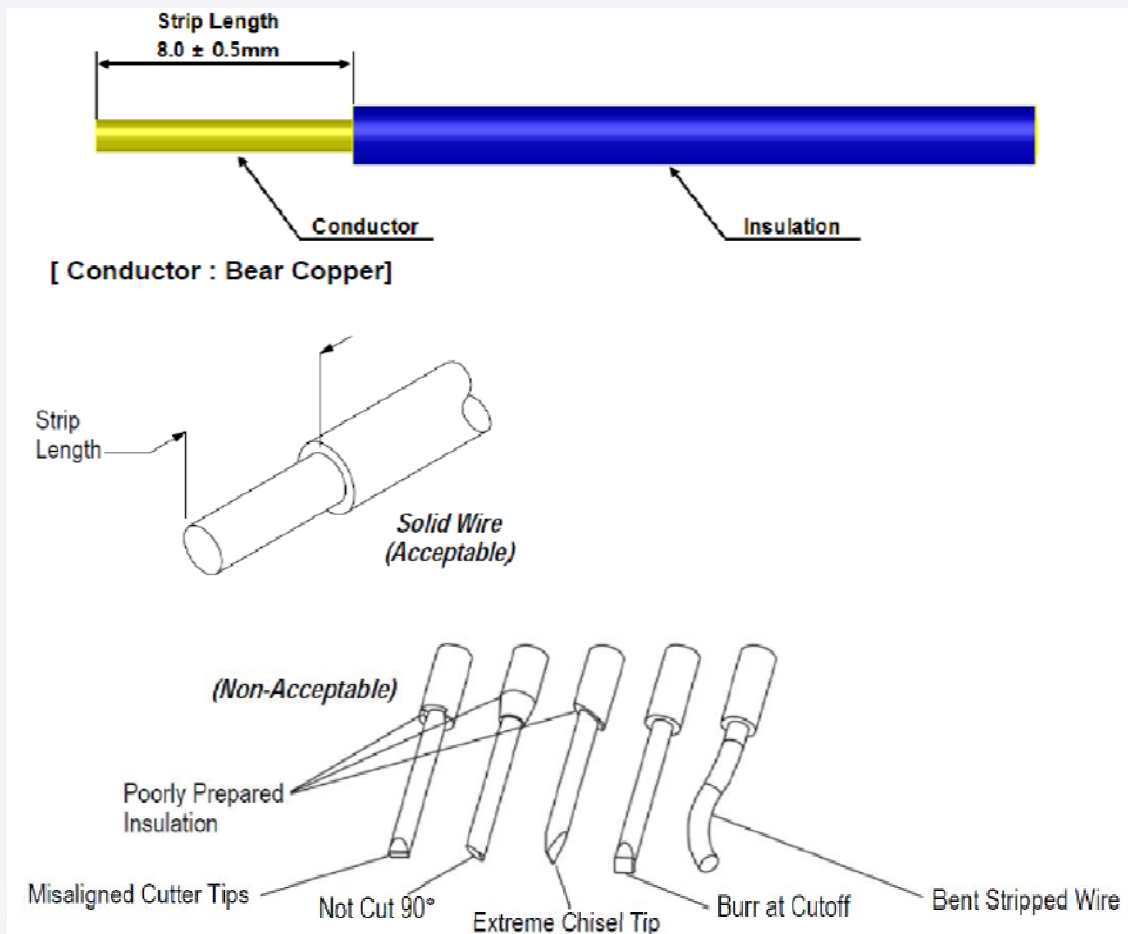 Strip Length
8.0 ± 0.5mm
Conductor
Insulation
[ Conductor : Bear Copper]
Strip
Length
Solid Wire
(Acceptable)
(Non-Acceptable)
Poorly Prepared
Insulation
Misaligned Cutter Tips
Not Cut 90°
Extreme Chisel Tip
Burr at Cutoff
Bent Stripped Wire